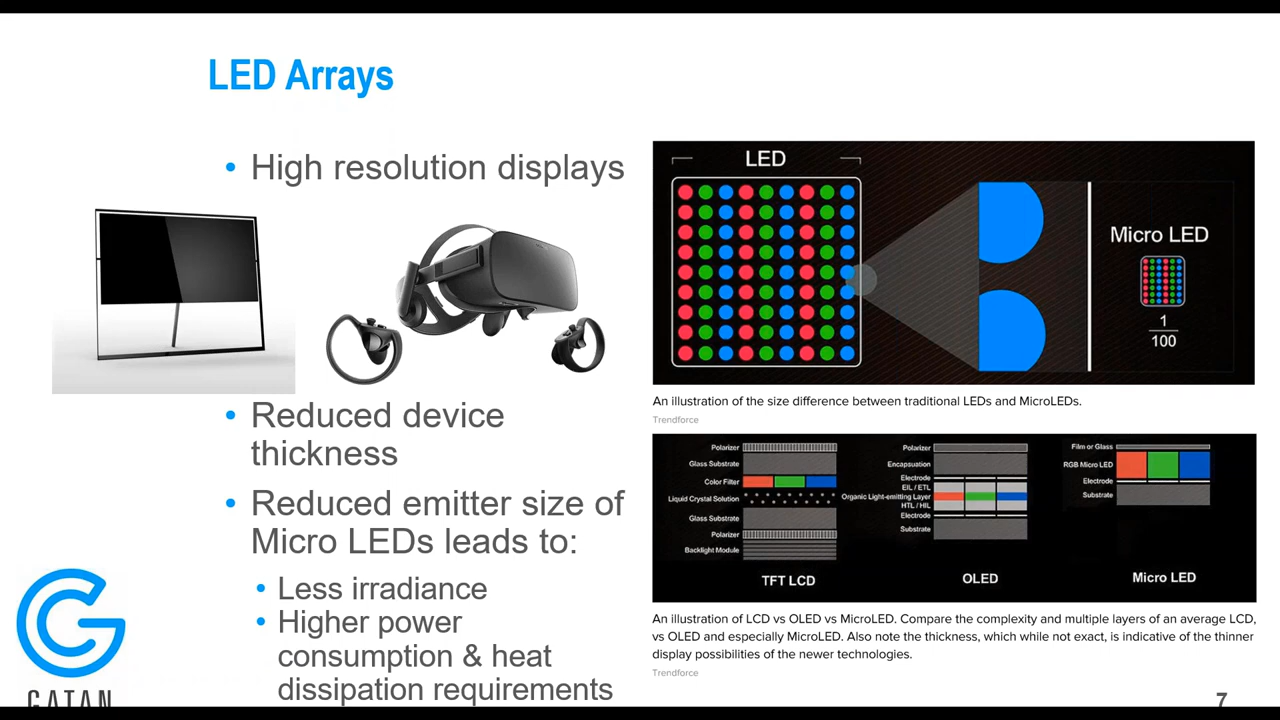 LED Arrays
• High resolution displays
• Reduced device
thickness
• Reduced emitter size of
Micro LEDs leads to:
• Less irradiance
• Higher power
consumption & heat
dissipation requirements
GATAN
LED
Micro LED
1
100
An illustration of the size difference between traditional LEDs and MicroLEDs.
Trendforce
Polarizer
Glass Substrate
Color Filter
Liquid Crystal Solution
Glass Substrate
Polarizer
Backlight Module
TFT LCD
Polarizer
Encapsuation
Electrode
EIL / ETL
Organic Light-emitting Layer
HTL / HIL
Electrode
Substrate
OLED
Film or Glass
RGB Micro LED
Electrode
Substrate
Micro LED
An illustration of LCD vs OLED vs MicroLED. Compare the complexity and multiple layers of an average LCD,
vs OLED and especially MicroLED. Also note the thickness, which while not exact, is indicative of the thinner
display possibilities of the newer technologies.
Trendforce
7